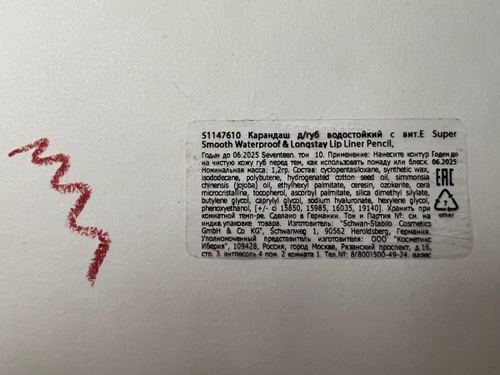 51147610 Карандаш д/губ водостойкий с вит.Е Super
Smooth Waterproof & Longstay Lip Liner Pencil,
Годен до 06.2025 Seventeen. тон 10. Применение: Нанесите контур Годен до
на чистую кожу губ перед тем, как использовать помаду или блеск. 06.2025
Номинальная масса: 1,2гр. Состав: cyclopentasiloxane, synthetic wax,
isododecane, polybutene, hydrogenated cotton seed oil, simmonsia
chinensis (jojoba) oil, ethylhexyl palmitate, ceresin, ozokerite, cera
microcristallina, tocopherol, ascorbyl palmitate, silica dimethyl silylate,
butylene glycol, caprylyl glycol, sodium hyaluronate, hexylene glycol,
phenoxyethanol, [+/- ci 15850, 15985, 16035, 19140]. Хранить при
комнатной темп-ре. Сделано в Германии. Тон и Партия №: см. на
индив.упаковке товара. Изготовитель: "Schwan-Stabilo Cosmetics
GmbH & Co KG", Schwanweg 1, 90562 Heroldsberg, Германия.
Уполномоченный представитель изготовителя: ООО "Косметикс
Иберия", 109428, Россия, город Москва, Рязанский проспект, д.16,
стр. 3, антресоль 4 пом. 2 комната 1. Тел.№: 8(8001500-49-24. адрес
EAC
7
other